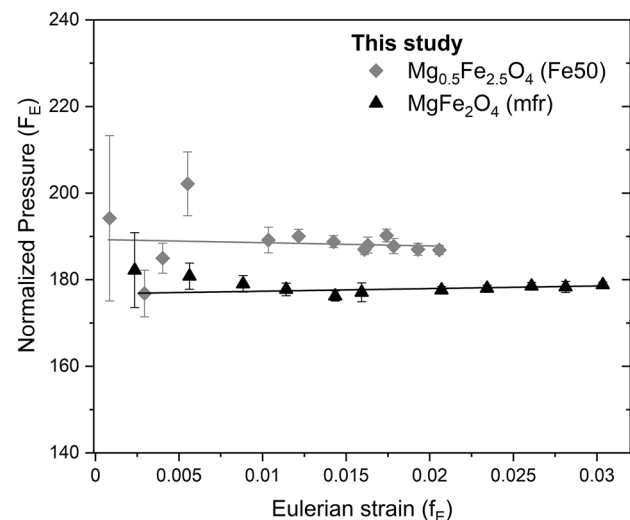 This study
Mg0.5Fe2.5O4 (Fe50)
MgFe2O4 (mfr)
Normalized Pressure (FE)
240
220
200
180
160
140
0 0.005 0.01 0.015 0.02 0.025 0.03
Eulerian strain (fE)